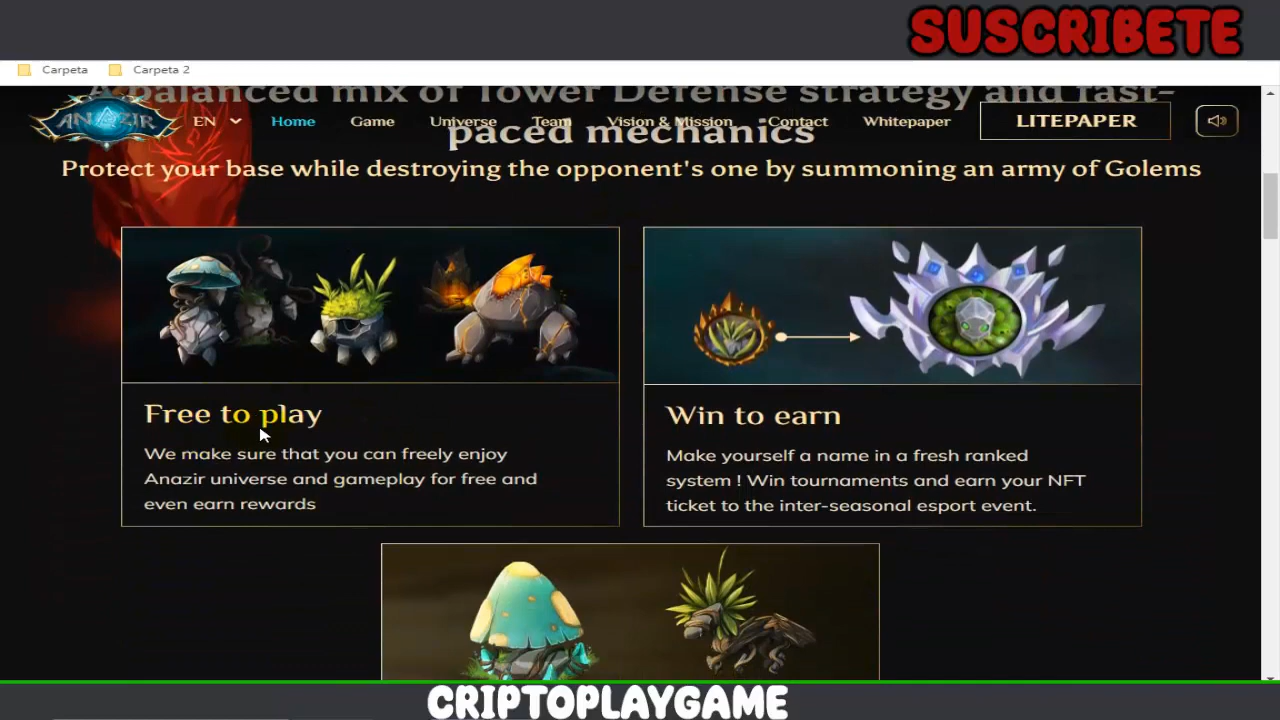 SUSCRIBETE
Carpeta
Carpeta 2
A balanced mix of Tower Defense strategy and fast-
paced mechanics
ANAZIR
EN
Home
Game
Universe
Team
Vision & Mission
Contact
Whitepaper
LITEPAPER
Protect your base while destroying the opponent's one by summoning an army of Golems
Free to play
We make sure that you can freely enjoy
Anazir universe and gameplay for free and
even earn rewards
Win to earn
Make yourself a name in a fresh ranked
system ! Win tournaments and earn your NFT
ticket to the inter-seasonal esport event.
CRIPTOPLAYGAME